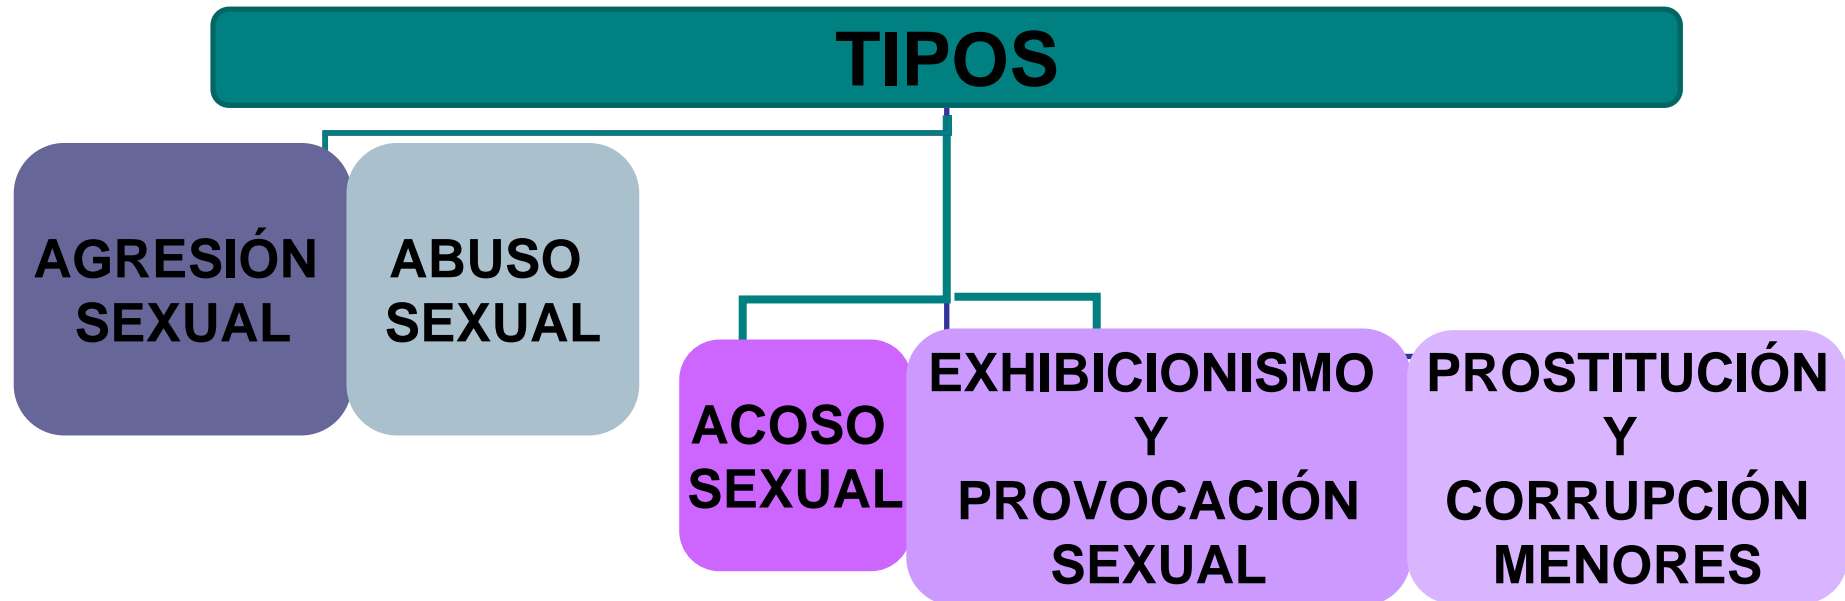 TIPOS
AGRESIÓN
SEXUAL
ABUSO
SEXUAL
ACOSO
SEXUAL
EXHIBICIONISMO
Y
PROVOCACIÓN
SEXUAL
PROSTITUCIÓN
Y
CORRUPCIÓN
MENORES